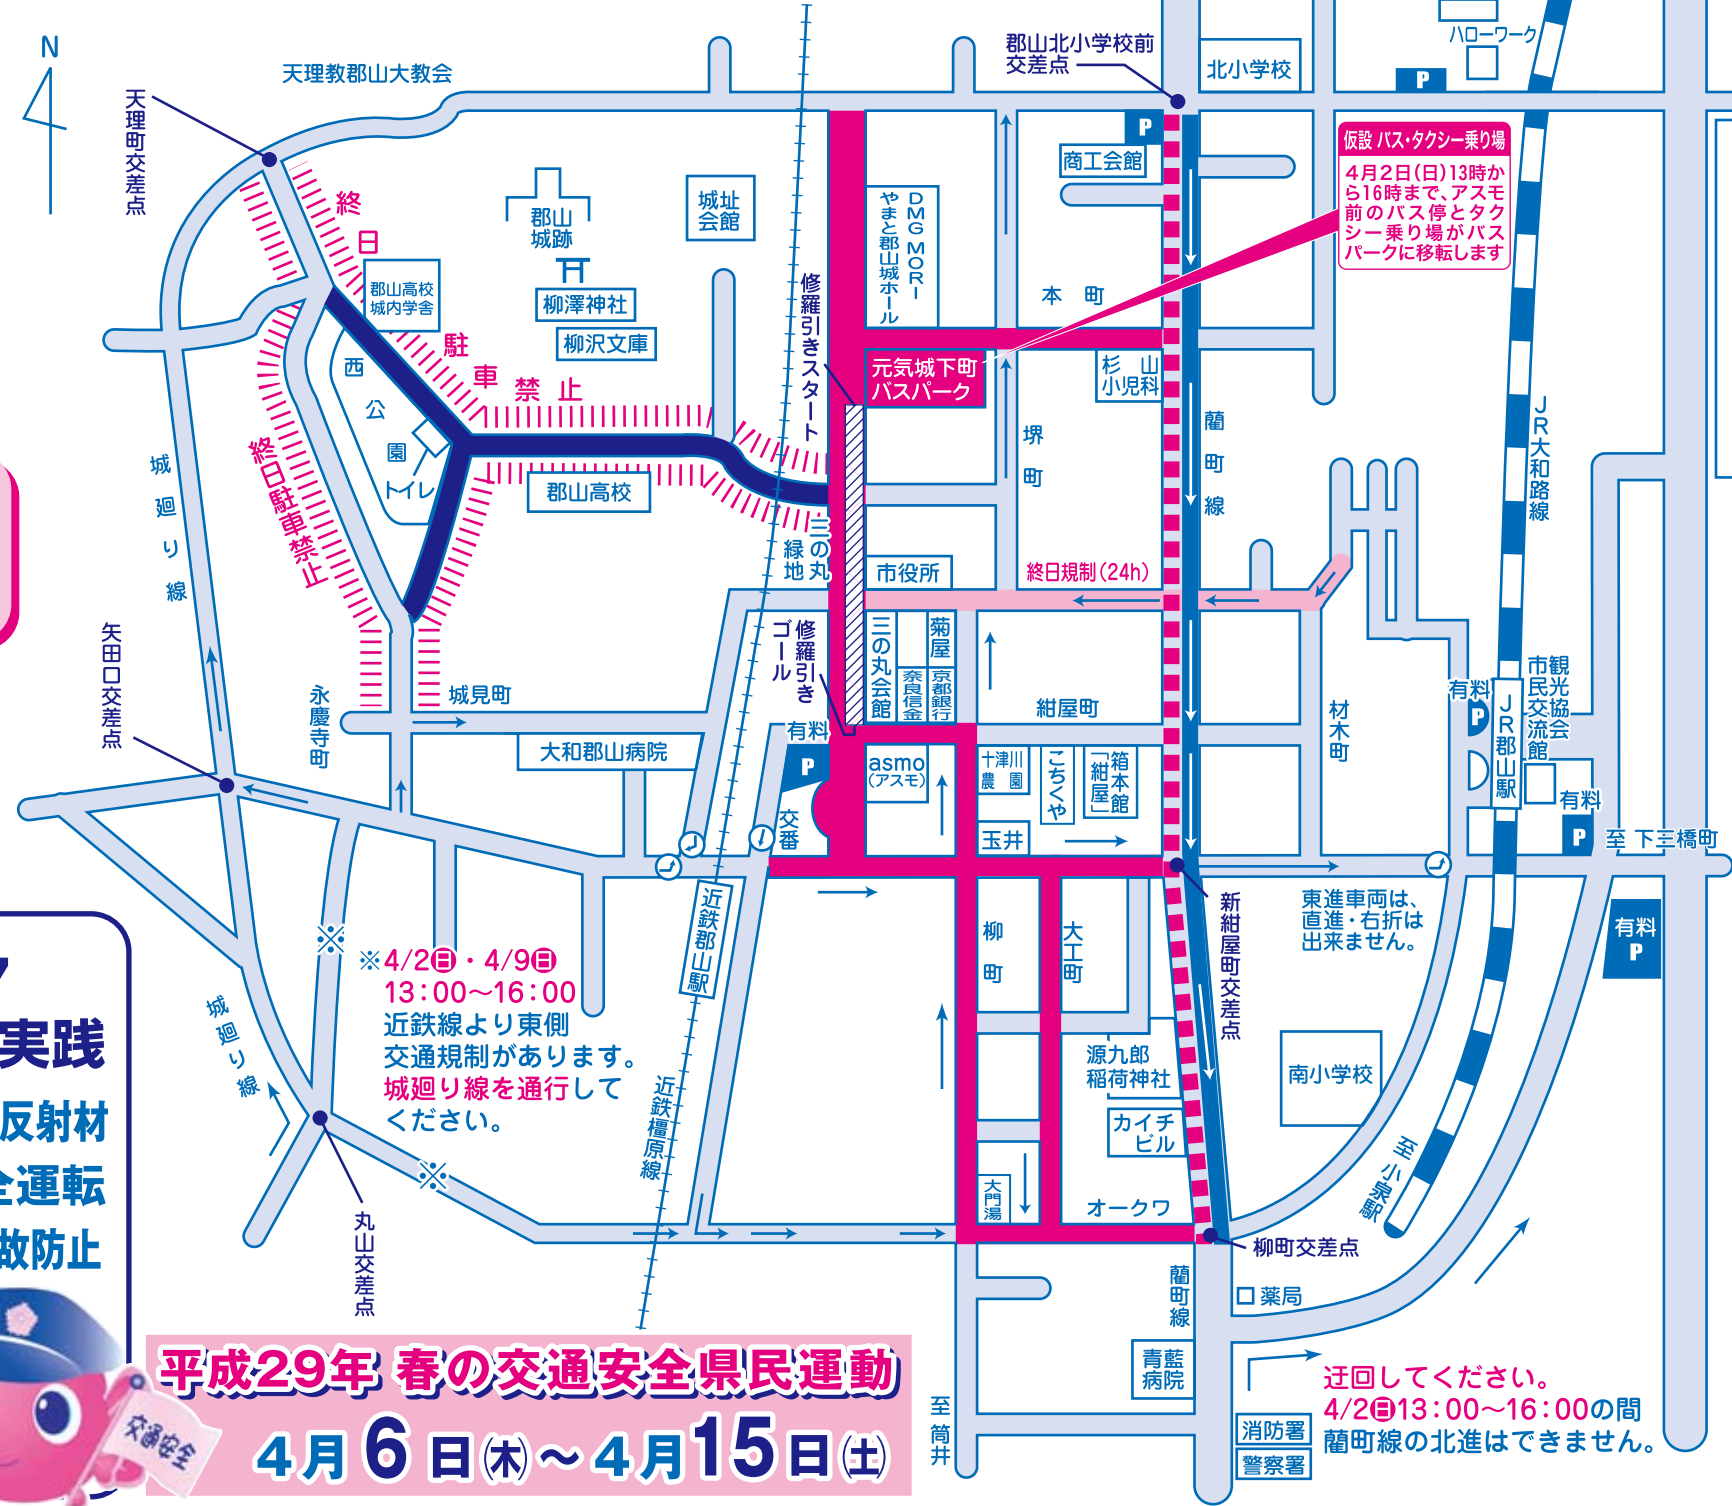 N
天理教郡山大教会
天理町交差点
郡山北小学校前
交差点
北小学校
ハローワーク
P
P
商工会館
仮設 バス・タクシー乗り場
4月2日(日)13時か
ら16時まで、アスモ
前のバス停とタク
シー乗り場がバス
パークに移転します
終日
駐車禁止
郡山
城跡
城址
会館
郡山高校
城内学舎
柳澤神社
柳沢文庫
DMG MORI
やまと郡山城ホール
修羅引きスタート
本町
元気城下町
バスパーク
杉山
小児科
西公園
トイレ
終日駐車禁止
郡山高校
堺町
藺町線
JR大和路線
城廻り線
三の丸
緑地
市役所
終日規制(24h)
修羅引き
ゴール
三の丸会館
菊屋
奈良信金
京都銀行
矢田口交差点
永慶寺町
城見町
大和郡山病院
有料
P
交番
asmo
(アスモ)
紺屋町
十津川
農園
こちくや
箱本館
「紺屋」
玉井
材木町
有料
P
JR郡山駅
観光協会
市民交流館
有料
P
至 下三橋町
東進車両は、
直進・右折は
出来ません。
有料
P
新紺屋町交差点
近鉄郡山駅
柳町
大工町
※
※4/2日・4/9日
13:00〜16:00
近鉄線より東側
交通規制があります。
城廻り線を通行して
ください。
城廻り線
近鉄橿原線
源九郎
稲荷神社
カイチ
ビル
南小学校
至小泉駅
※
大門湯
オークワ
柳町交差点
丸山交差点
藺町線
薬局
青藍
病院
至筒井
消防署
警察署
迂回してください。
4/2日13:00〜16:00の間
藺町線の北進はできません。
実践
反射材
全運転
故防止
交通安全
平成29年 春の交通安全県民運動
4月6日(木)〜4月15日(土)